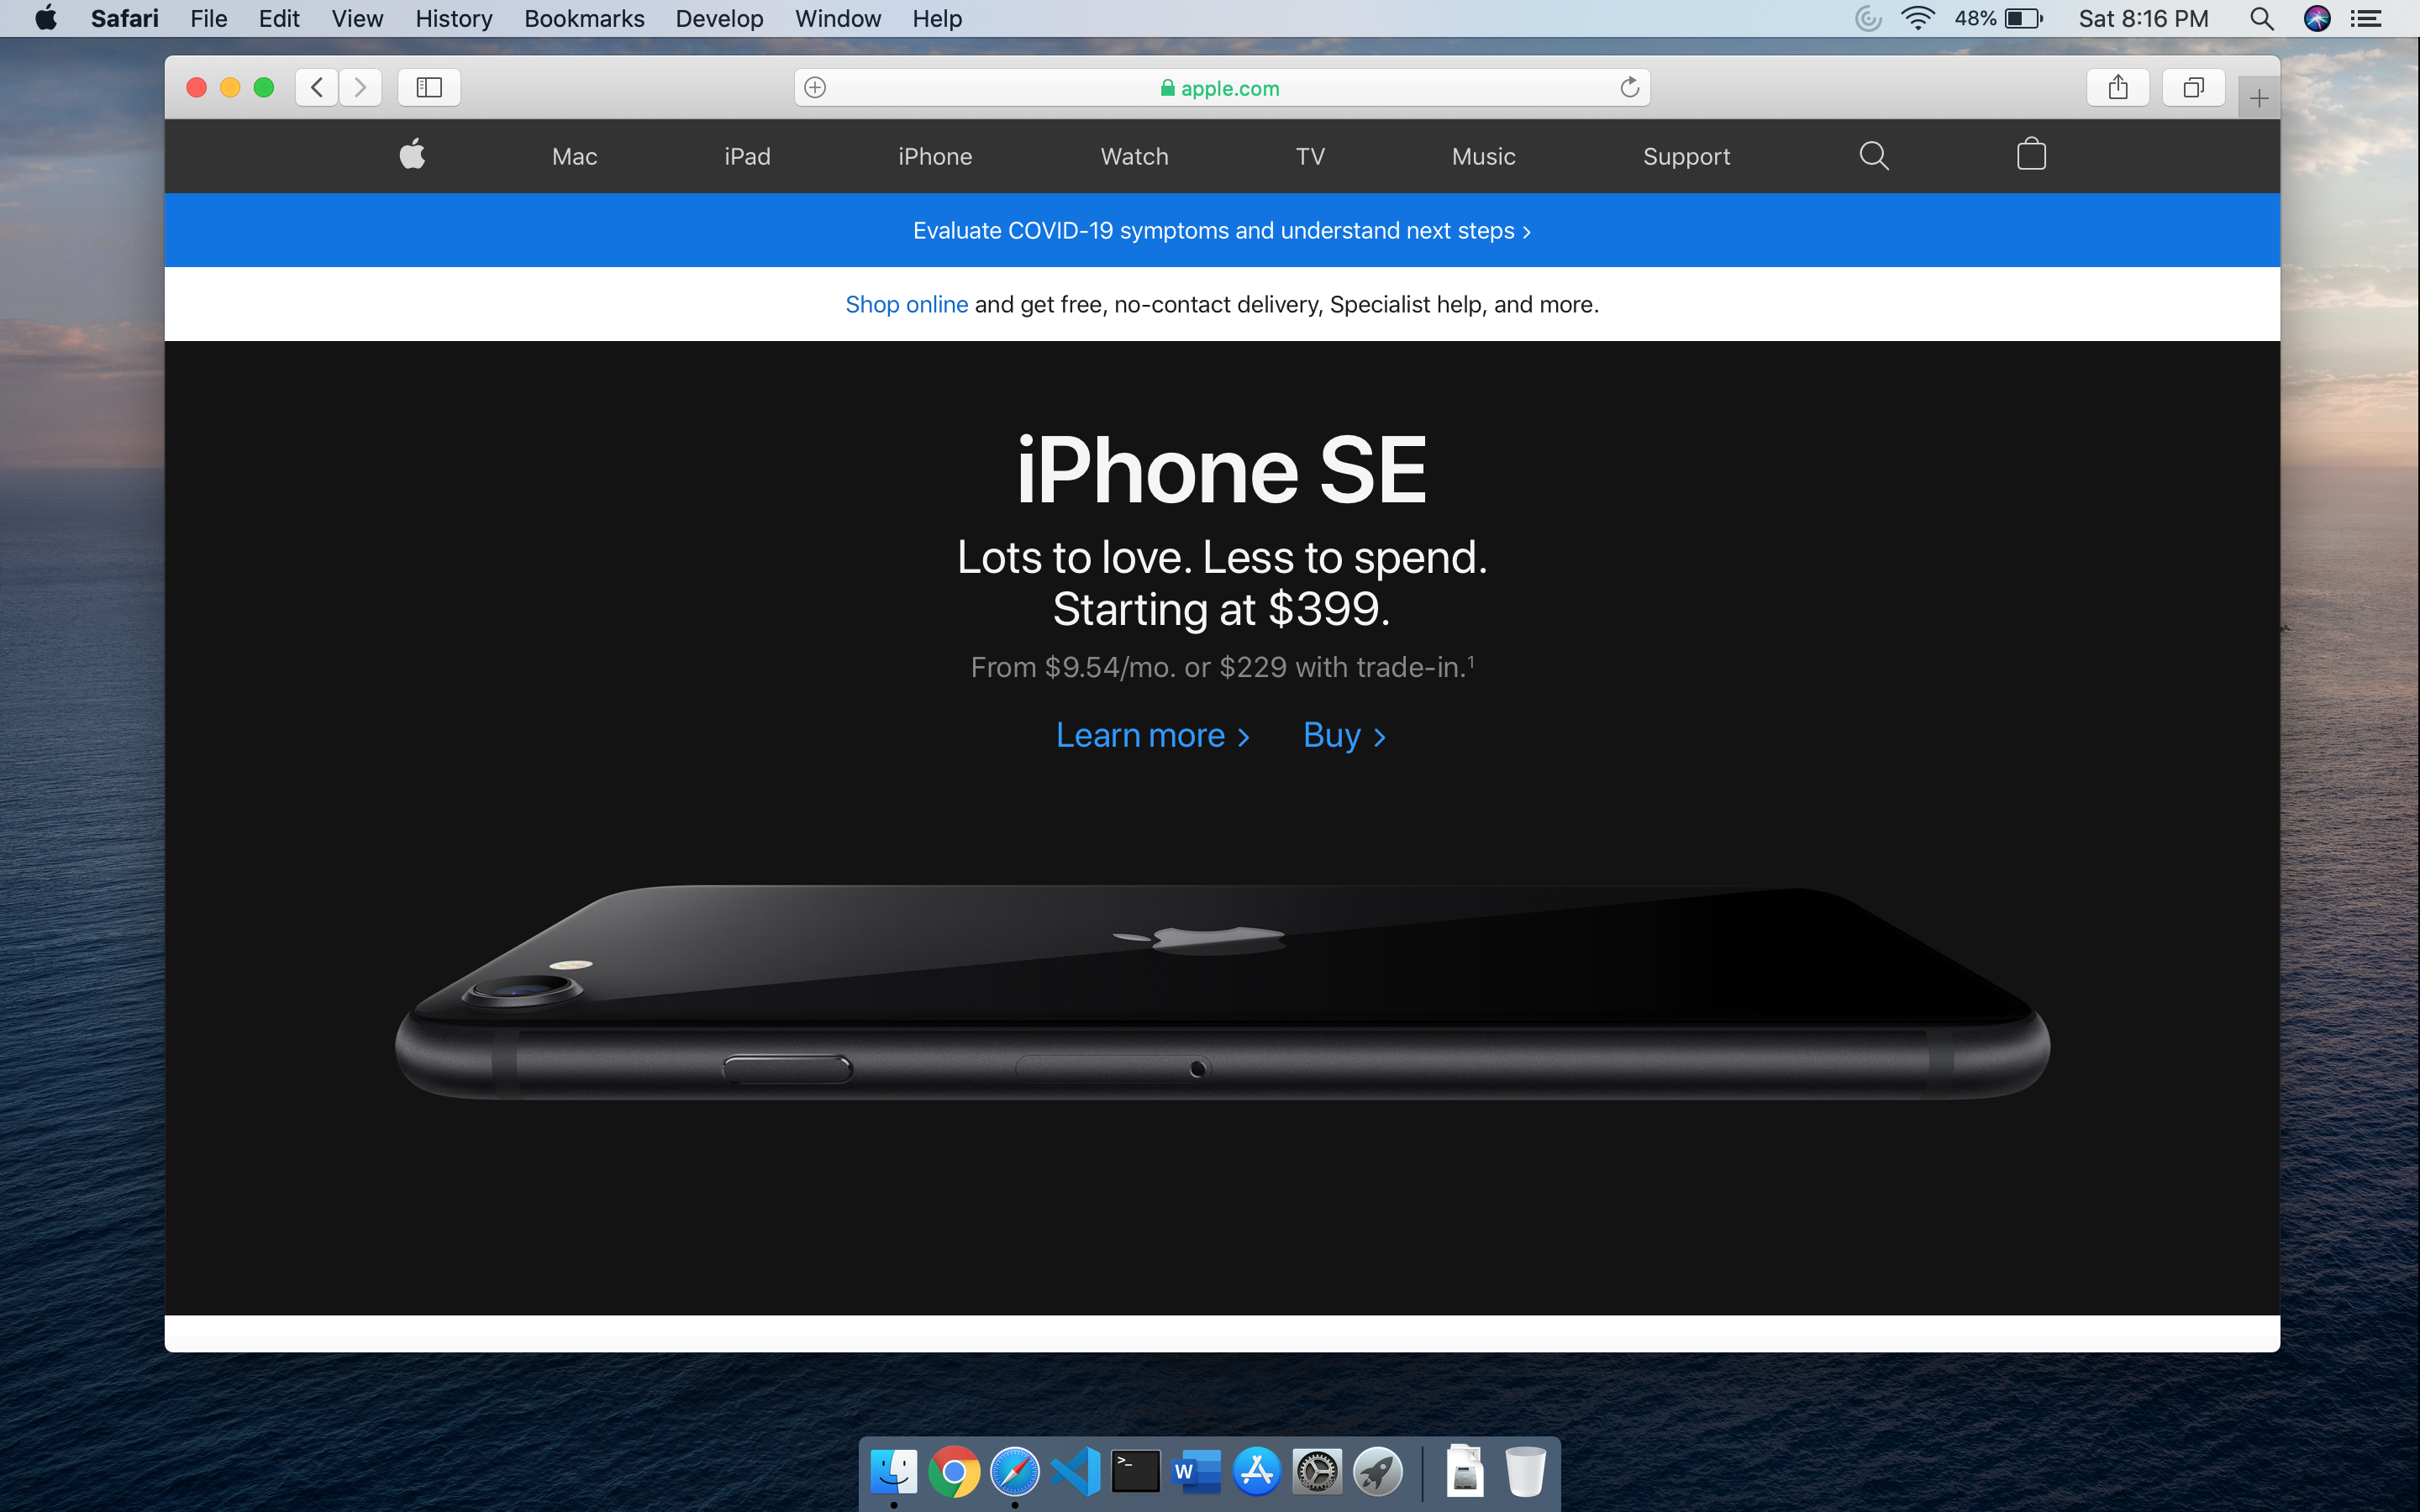 Safari File Edit View History Bookmarks Develop Window Help 48% Sat 8:16 PM
apple.com
Mac iPad iPhone Watch TV Music Support
Evaluate COVID-19 symptoms and understand next steps >
Shop online and get free, no-contact delivery, Specialist help, and more.
iPhone SE
Lots to love. Less to spend.
Starting at $399.
From $9.54/mo. or $229 with trade-in.¹
Learn more > Buy >
>_ W